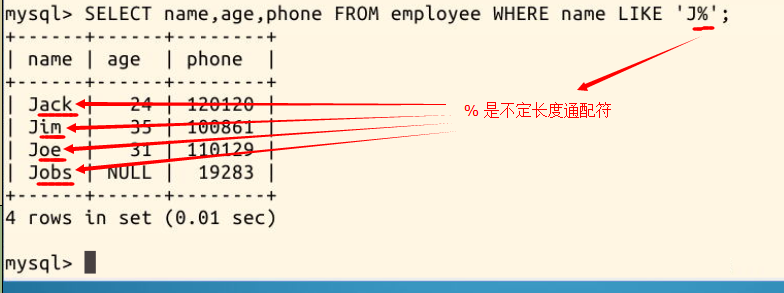 mysql> SELECT name,age,phone FROM employee WHERE name LIKE 'J%';
+------+------+--------+
| name | age  | phone  |
+------+------+--------+
| Jack |   24 | 120120 |
| Jim  |   35 | 100861 |
| Joe  |   31 | 110129 |
| Jobs | NULL |  19283 |
+------+------+--------+
% 是不定长度通配符
4 rows in set (0.01 sec)
mysql>